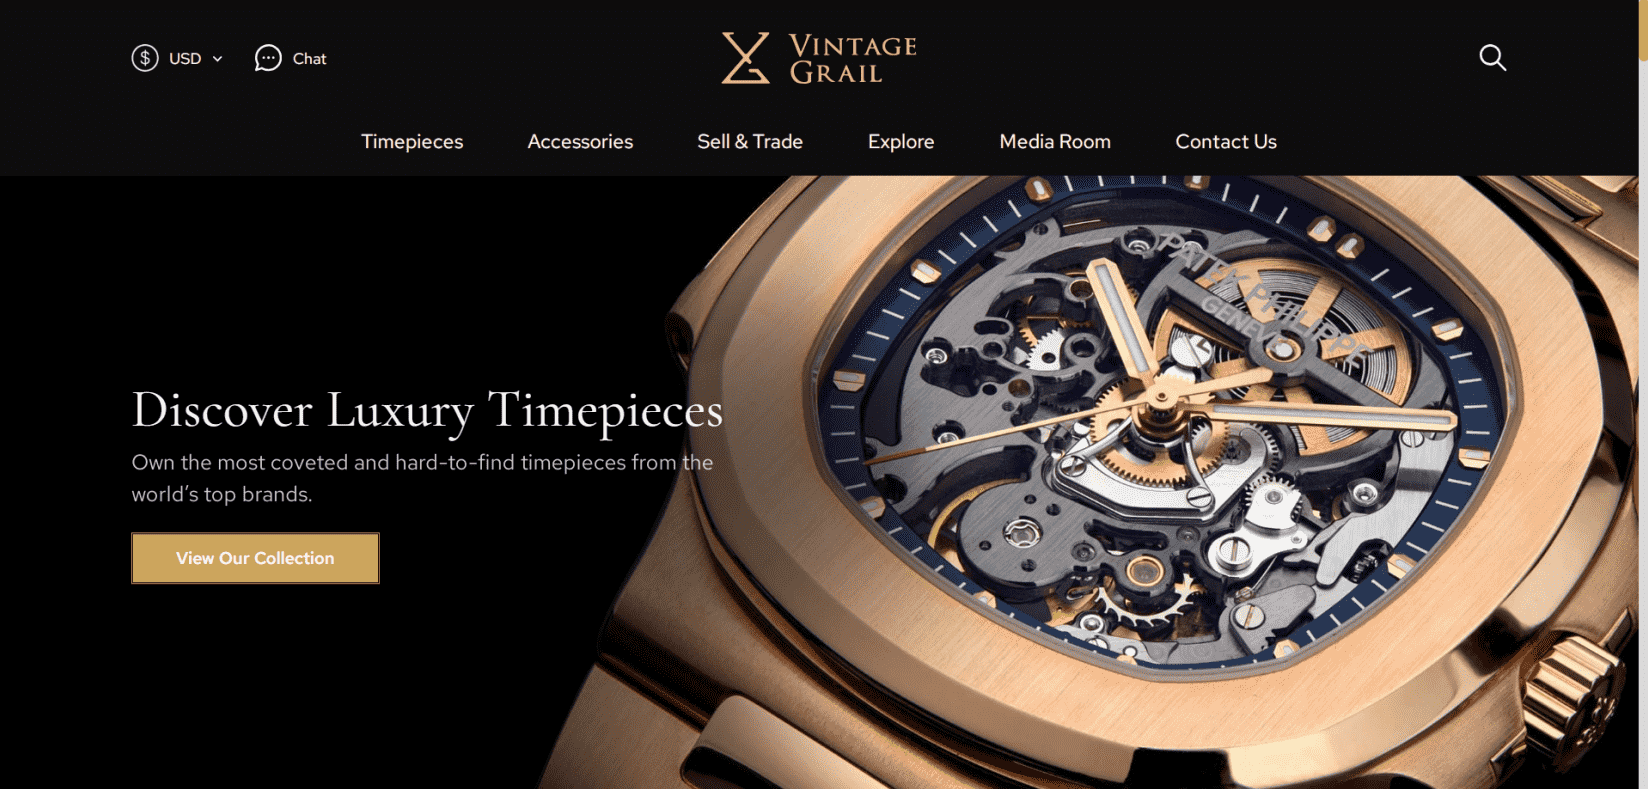 USD
Chat
VINTAGE
GRAIL
Timepieces
Accessories
Sell & Trade
Explore
Media Room
Contact Us
PATEK PHILIPPE
GENEVE
Discover Luxury Timepieces
Own the most coveted and hard-to-find timepieces from the
world’s top brands.
View Our Collection